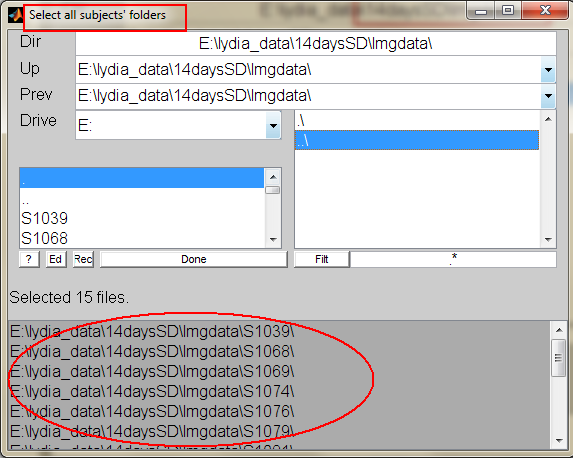 Select all subjects' folders
Dir E:\lydia_data\14daysSD\Imgdata\
Up E:\lydia_data\14daysSD\Imgdata\
Prev E:\lydia_data\14daysSD\Imgdata\
Drive E:
.\
..\
.
..
S1039
S1068
? Ed Rec Done Filt .*
Selected 15 files.
E:\lydia_data\14daysSD\Imgdata\S1039\
E:\lydia_data\14daysSD\Imgdata\S1068\
E:\lydia_data\14daysSD\Imgdata\S1069\
E:\lydia_data\14daysSD\Imgdata\S1074\
E:\lydia_data\14daysSD\Imgdata\S1076\
E:\lydia_data\14daysSD\Imgdata\S1079\